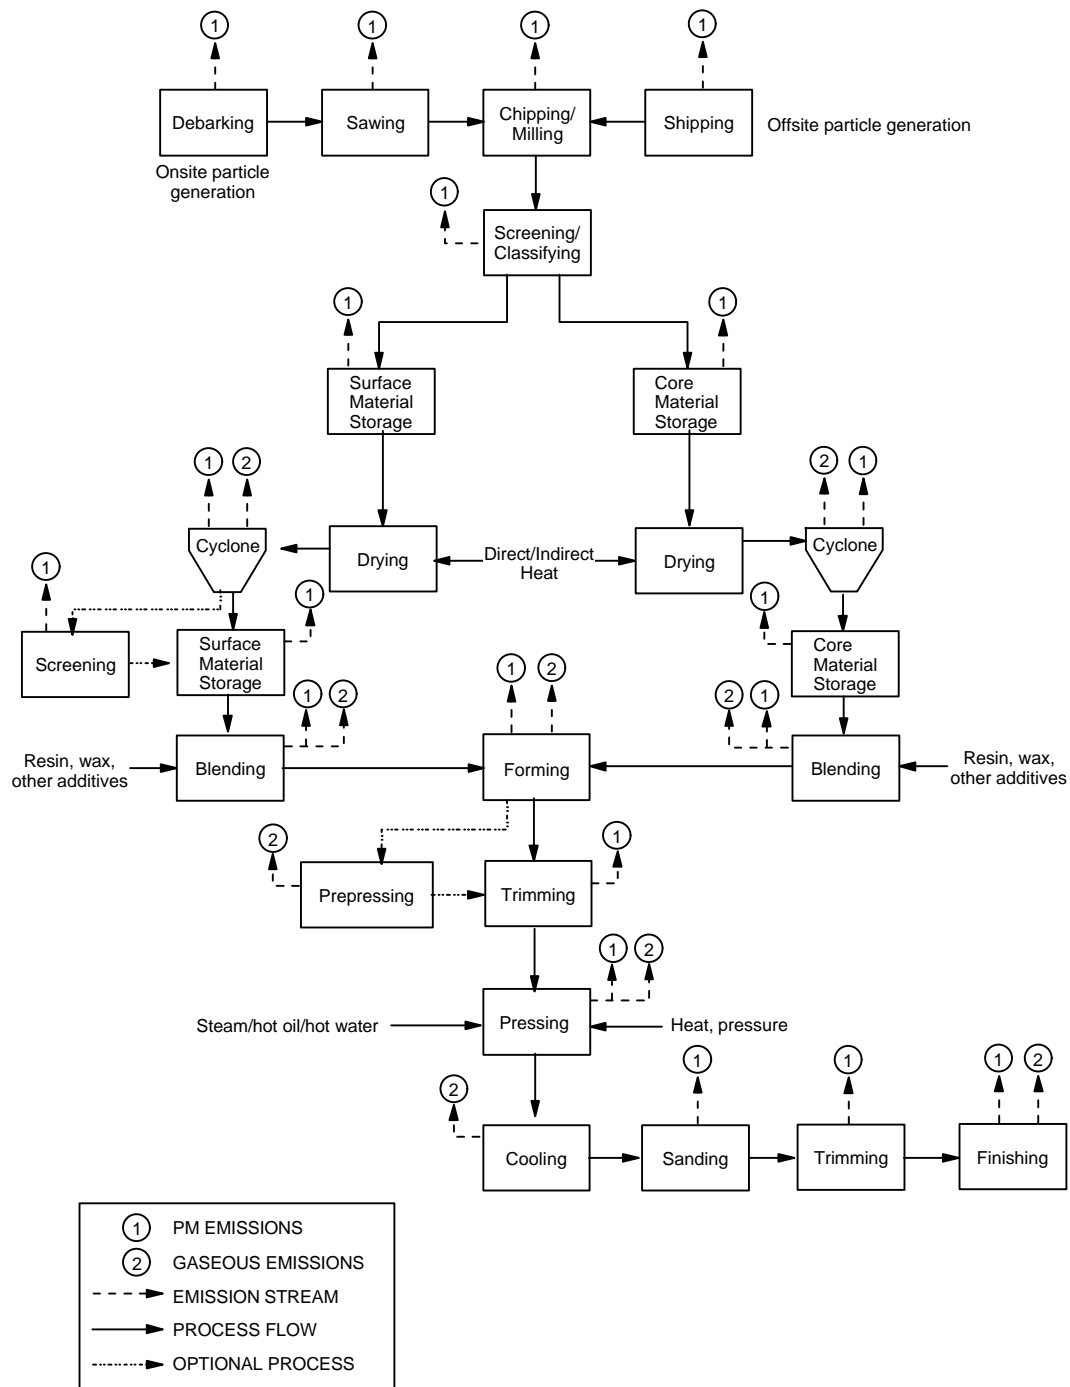 1
1
1
1
Debarking
Sawing
Chipping/
Milling
Shipping
Offsite particle generation
Onsite particle
generation
1
Screening/
Classifying
1
1
Surface
Material
Storage
Core
Material
Storage
1
2
2
1
Cyclone
Drying
Direct/Indirect
Heat
Drying
Cyclone
1
1
1
Screening
Surface
Material
Storage
Core
Material
Storage
1
2
1
2
2
1
Resin, wax,
other additives
Blending
Forming
Blending
Resin, wax,
other additives
2
1
Prepressing
Trimming
1
2
Steam/hot oil/hot water
Pressing
Heat, pressure
2
1
1
1
2
Cooling
Sanding
Trimming
Finishing
1 PM EMISSIONS
2 GASEOUS EMISSIONS
EMISSION STREAM
PROCESS FLOW
OPTIONAL PROCESS